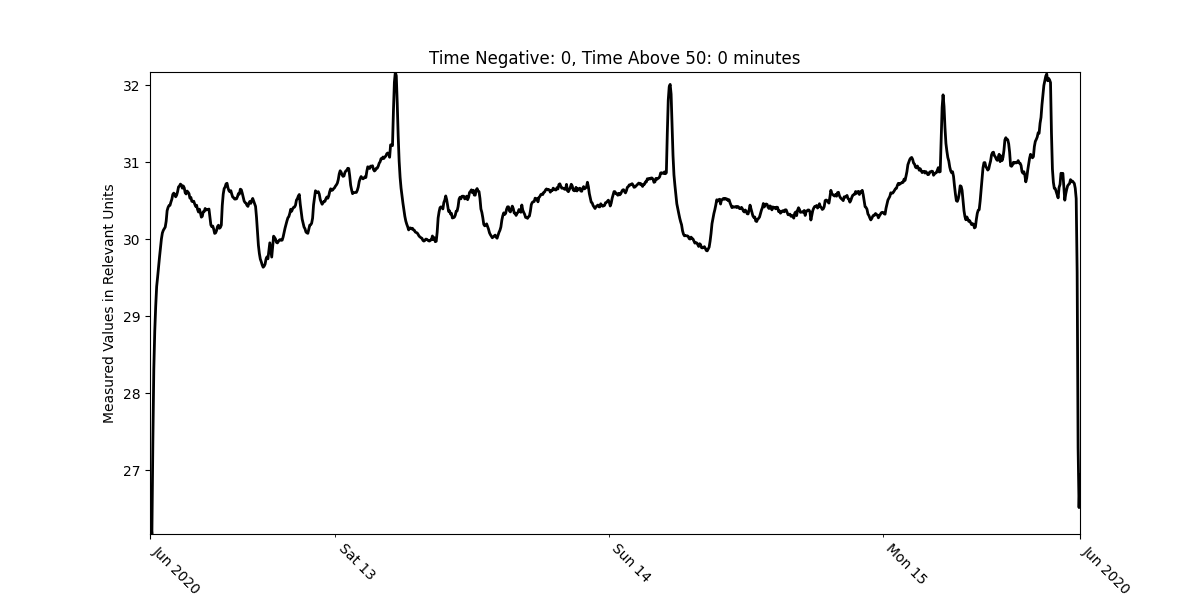 Time Negative: 0, Time Above 50: 0 minutes
Measured Values in Relevant Units
32
31
30
29
28
27
Jun 2020
Sat 13
Sun 14
Mon 15
Jun 2020